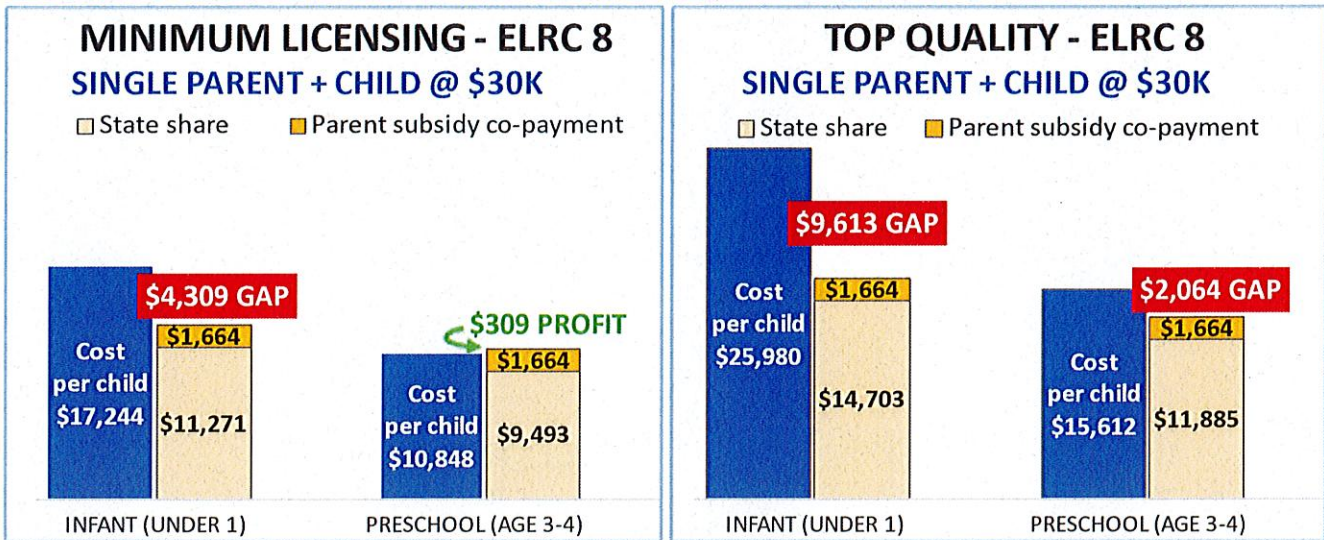 MINIMUM LICENSING - ELRC 8
SINGLE PARENT + CHILD @ $30K
State share Parent subsidy co-payment
$4,309 GAP
Cost
per child
$17,244
$1,664
$11,271
INFANT (UNDER 1)
$309 PROFIT
Cost
per child
$10,848
$1,664
$9,493
PRESCHOOL (AGE 3-4)
TOP QUALITY - ELRC 8
SINGLE PARENT + CHILD @ $30K
State share Parent subsidy co-payment
$9,613 GAP
Cost
per child
$25,980
$1,664
$14,703
INFANT (UNDER 1)
$2,064 GAP
Cost
per child
$15,612
$1,664
$11,885
PRESCHOOL (AGE 3-4)